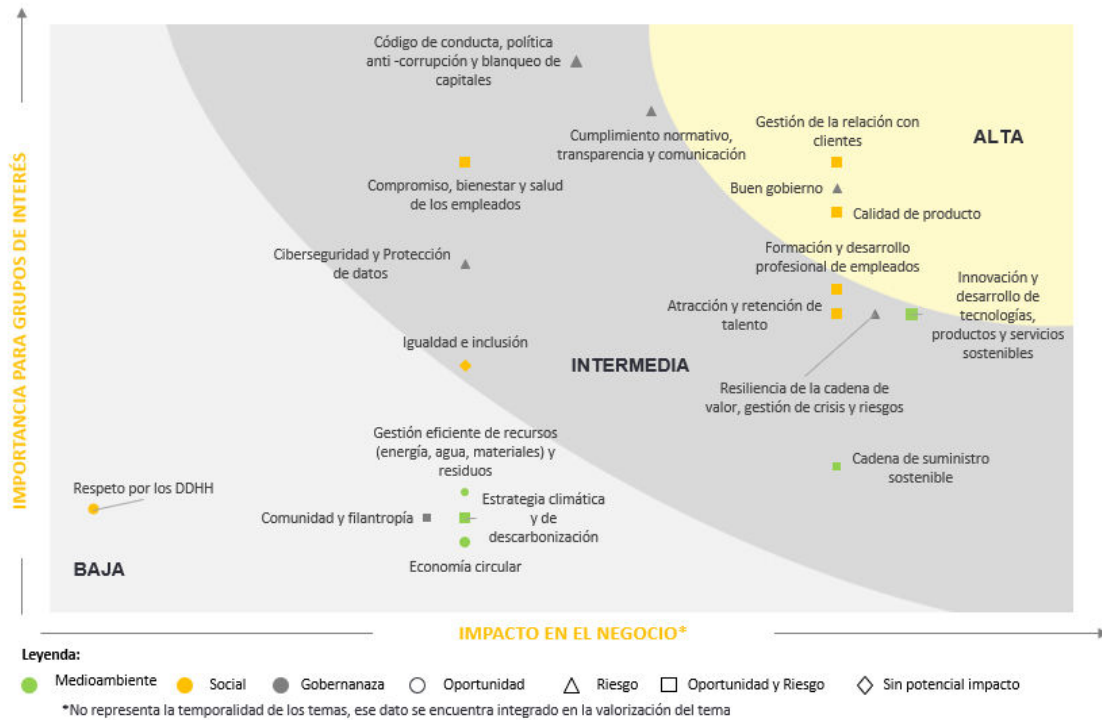 IMPORTANCIA PARA GRUPOS DE INTERÉS
Código de conducta, política
anti -corrupción y blanqueo de
capitales
Cumplimiento normativo,
transparencia y comunicación
Gestión de la relación con
clientes
ALTA
Compromiso, bienestar y salud
de los empleados
Buen gobierno
Calidad de producto
Ciberseguridad y Protección
de datos
Formación y desarrollo
profesional de empleados
Innovación y
desarrollo de
tecnologías,
productos y servicios
sostenibles
Atracción y retención de
talento
Igualdad e inclusión
INTERMEDIA
Resiliencia de la cadena de
valor, gestión de crisis y riesgos
Gestión eficiente de recursos
(energía, agua, materiales) y
residuos
Cadena de suministro
sostenible
Respeto por los DDHH
Estrategia climática
y de
descarbonización
Comunidad y filantropía
Economía circular
BAJA
IMPACTO EN EL NEGOCIO*
Leyenda:
Medioambiente
Social
Gobernanaza
Oportunidad
Riesgo
Oportunidad y Riesgo
Sin potencial impacto
*No representa la temporalidad de los temas, ese dato se encuentra integrado en la valorización del tema